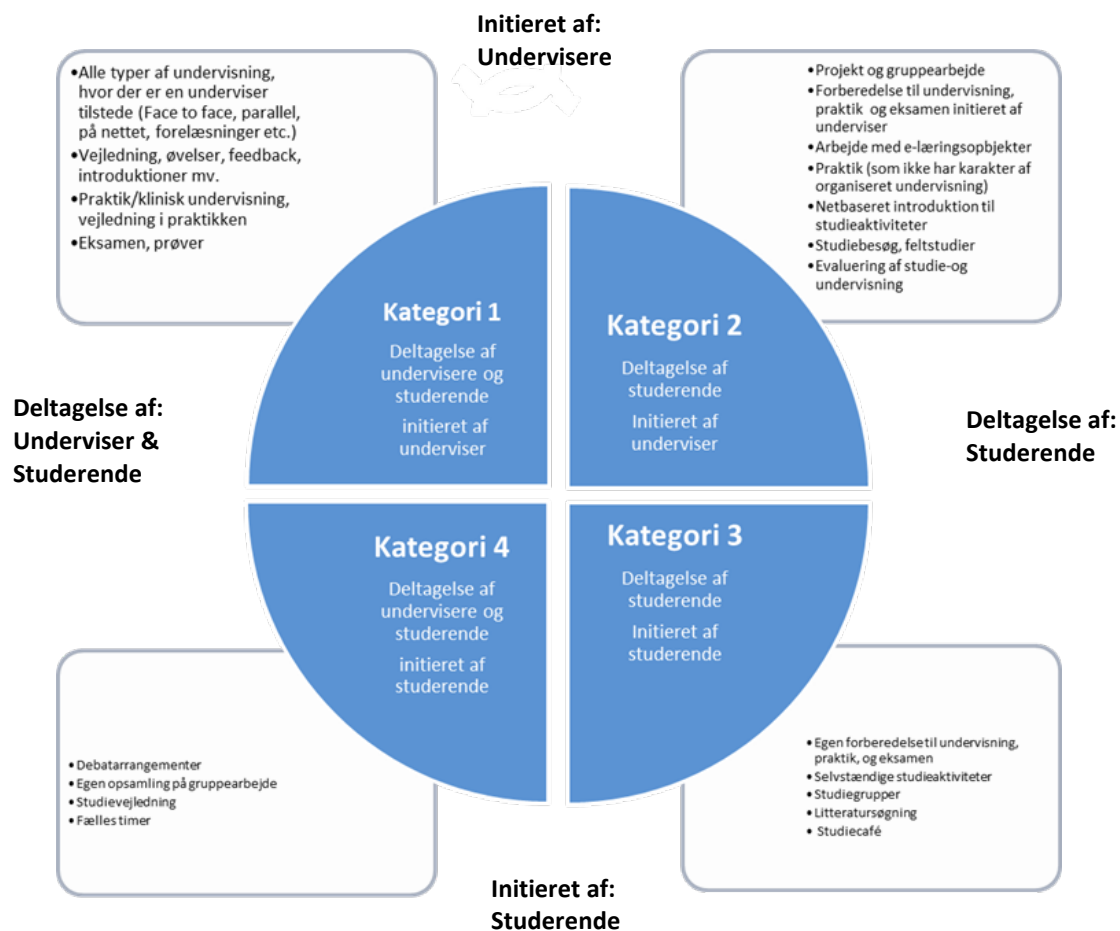 Initieret af:
Undervisere
•Alle typer af undervisning,
hvor der er en underviser
tilstede (Face to face, parallel,
på nettet, forelæsninger etc.)
•Vejledning, øvelser, feedback,
introduktioner mv.
•Praktik/klinisk undervisning,
vejledning i praktikken
•Eksamen, prøver
•Projekt og gruppearbejde
•Forberedelse til undervisning,
praktik og eksamen initieret af
underviser
•Arbejde med e-læringsopjekter
•Praktik (som ikke har karakter af
organiseret undervisning)
•Netbaseret introduktion til
studieaktiviteter
•Studiebesøg, feltstudier
•Evaluering af studie-og
undervisning
Kategori 1
Deltagelse af
undervisere og
studerende
initieret af
underviser
Kategori 2
Deltagelse af
studerende
Initieret af
underviser
Deltagelse af:
Underviser &
Studerende
Deltagelse af:
Studerende
Kategori 4
Deltagelse af
undervisere og
studerende
initieret af
studerende
Kategori 3
Deltagelse af
studerende
Initieret af
studerende
•Debatarrangementer
•Egen opsamling på gruppearbejde
•Studievejledning
•Fælles timer
•Egen forberedelse til undervisning,
praktik, og eksamen
•Selvstændige studieaktiviteter
•Studiegrupper
•Litteratursøgning
• Studiecafé
Initieret af:
Studerende